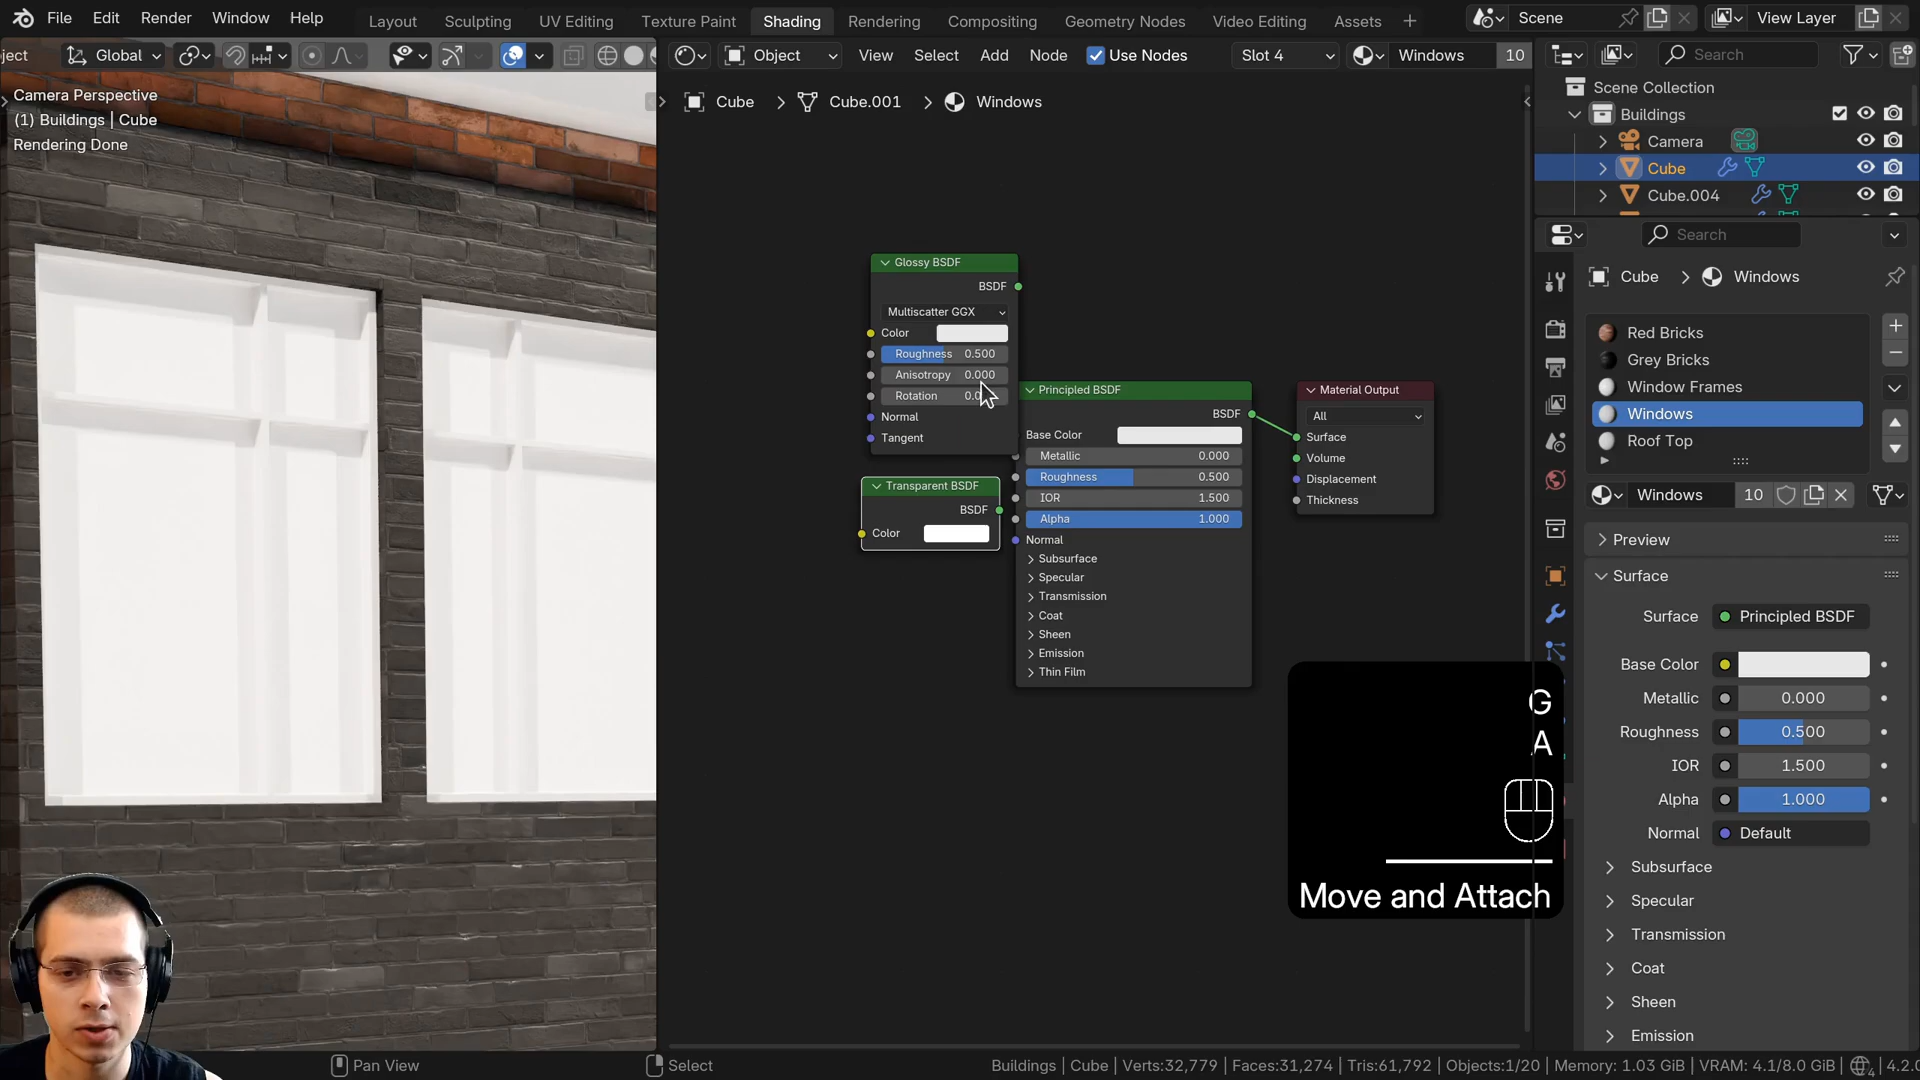 File Edit Render Window Help Layout Sculpting UV Editing Texture Paint Shading Rendering Compositing Geometry Nodes Video Editing Assets + Scene View Layer
ject Global Object View Select Add Node Use Nodes Slot 4 Windows 10 Search
Camera Perspective
(1) Buildings | Cube
Rendering Done
Cube > Cube.001 > Windows
Glossy BSDF
BSDF
Multiscatter GGX
Color
Roughness 0.500
Anisotropy 0.000
Rotation 0.0
Normal
Tangent
Transparent BSDF
BSDF
Color
Principled BSDF
BSDF
Base Color
Metallic 0.000
Roughness 0.500
IOR 1.500
Alpha 1.000
Normal
Subsurface
Specular
Transmission
Coat
Sheen
Emission
Thin Film
Material Output
All
Surface
Volume
Displacement
Thickness
G
A
Move and Attach
Scene Collection
Buildings
Camera
Cube
Cube.004
Search
Cube > Windows
Red Bricks
Grey Bricks
Window Frames
Windows
Roof Top
Windows 10
Preview
Surface
Surface Principled BSDF
Base Color
Metallic 0.000
Roughness 0.500
IOR 1.500
Alpha 1.000
Normal Default
Subsurface
Specular
Transmission
Coat
Sheen
Emission
Pan View Select Buildings | Cube | Verts:32,779 | Faces:31,274 | Tris:61,792 | Objects:1/20 | Memory: 1.03 GiB | VRAM: 4.1/8.0 GiB | 4.2.0